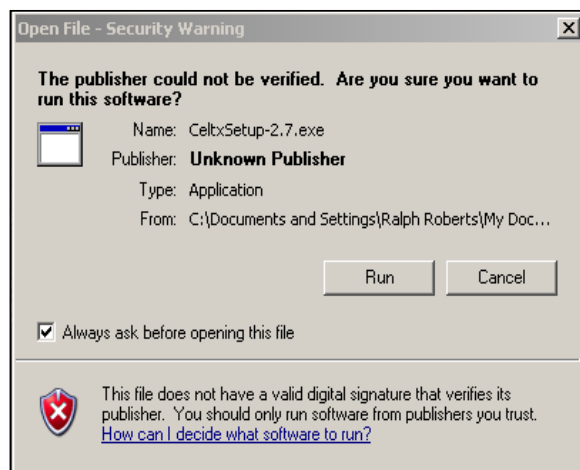 Open File - Security Warning
The publisher could not be verified. Are you sure you want to
run this software?
Name: CeltxSetup-2.7.exe
Publisher: Unknown Publisher
Type: Application
From: C:\Documents and Settings\Ralph Roberts\My Doc...
Run Cancel
Always ask before opening this file
This file does not have a valid digital signature that verifies its
publisher. You should only run software from publishers you trust.
How can I decide what software to run?